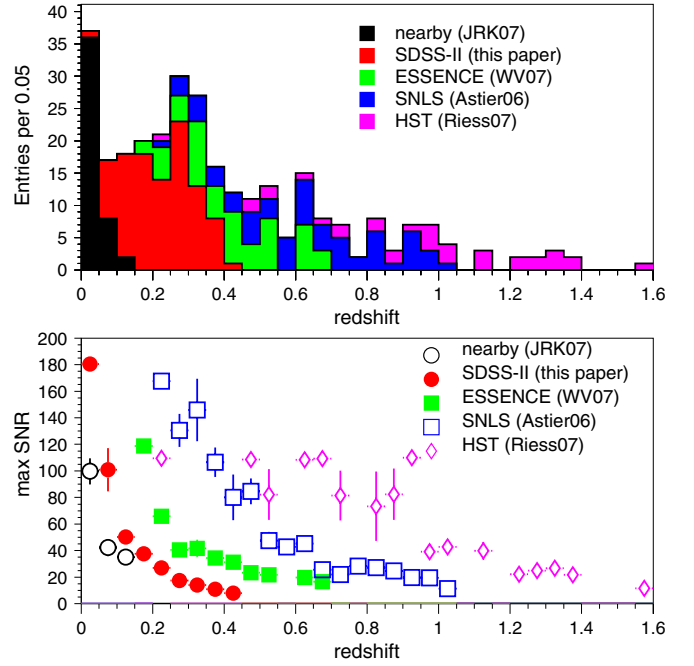 40
35
30
25
20
15
10
5
0
Entries per 0.05
nearby (JRK07)
SDSS-II (this paper)
ESSENCE (WV07)
SNLS (Astier06)
HST (Riess07)
0 0.2 0.4 0.6 0.8 1 1.2 1.4 1.6
redshift
200
180
160
140
120
100
80
60
40
20
0
max SNR
nearby (JRK07)
SDSS-II (this paper)
ESSENCE (WV07)
SNLS (Astier06)
HST (Riess07)
0 0.2 0.4 0.6 0.8 1 1.2 1.4 1.6
redshift